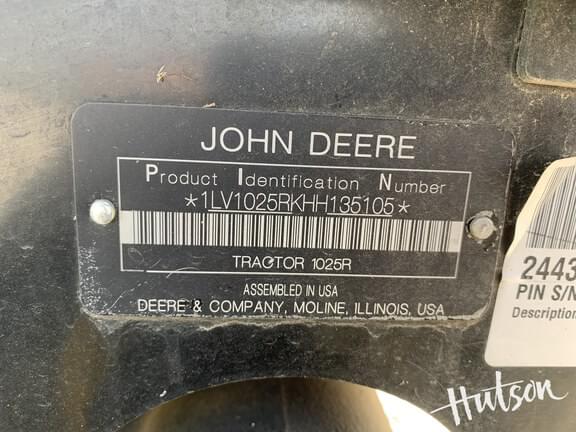 JOHN DEERE
Product Identification Number
*1LV1025RKHH135105*
TRACTOR 1025R
ASSEMBLED IN USA
DEERE & COMPANY, MOLINE, ILLINOIS, USA
2443
PIN S/N
Description
Hutson